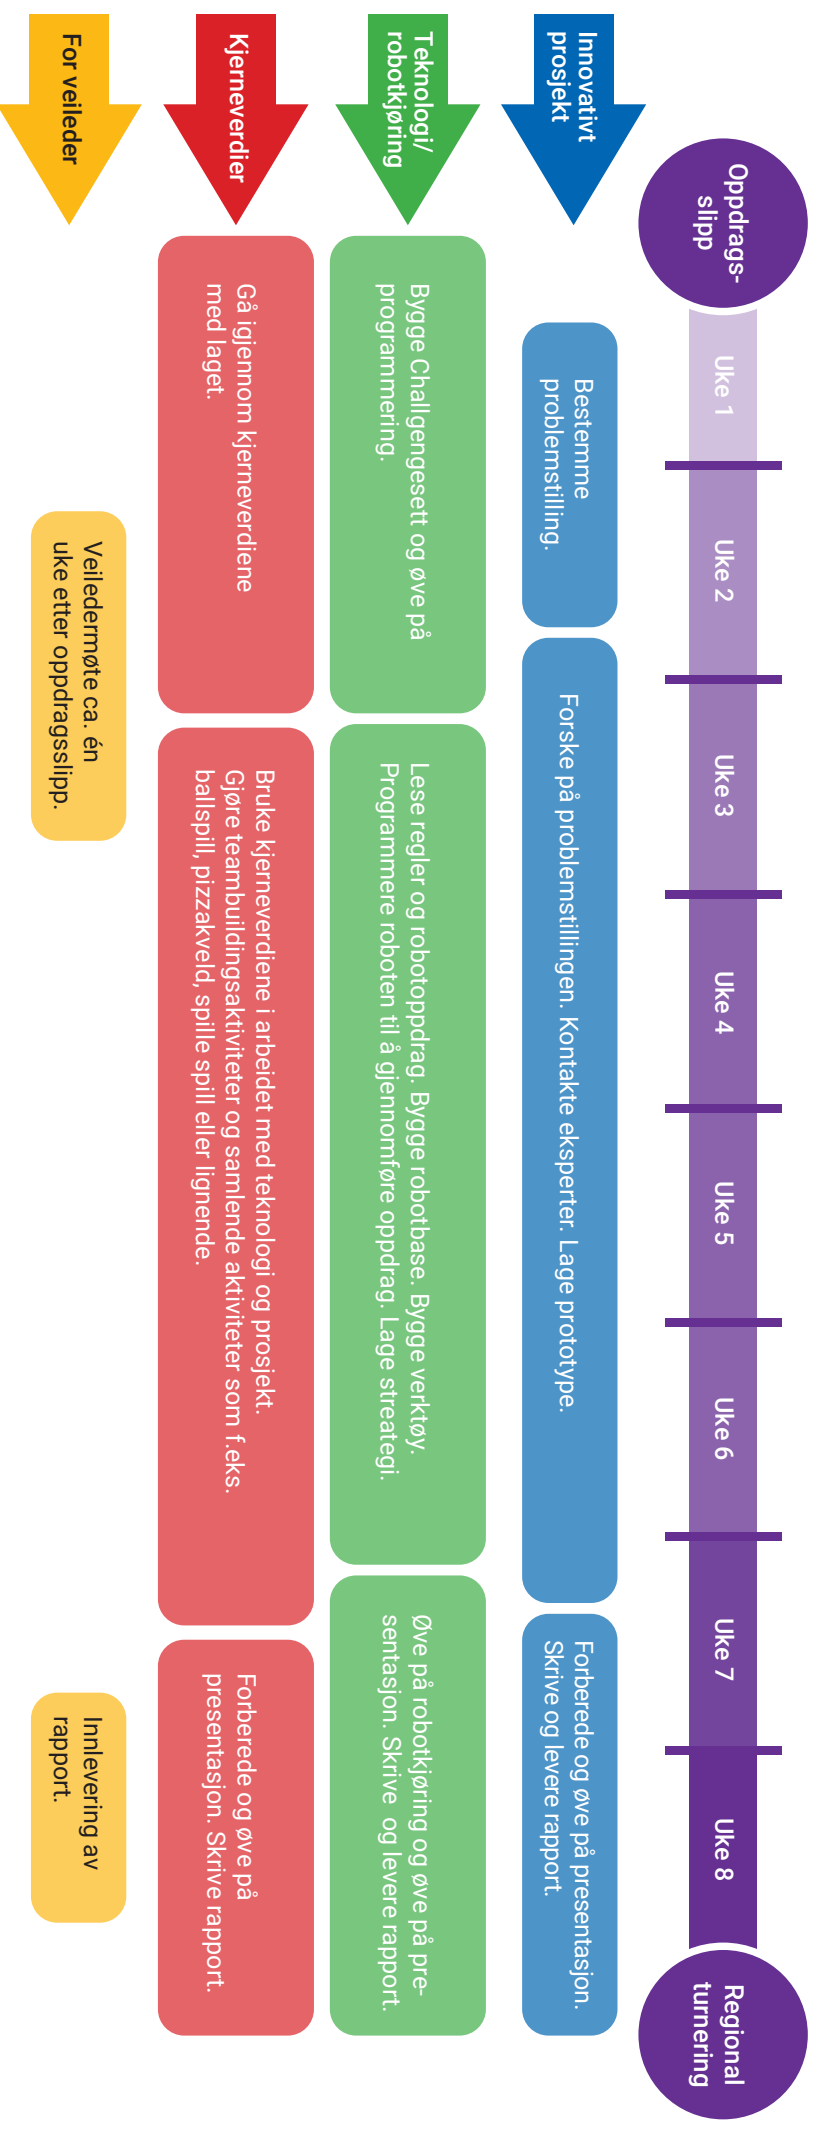 Oppdrags-
slipp
Uke 1
Uke 2
Uke 3
Uke 4
Uke 5
Uke 6
Uke 7
Uke 8
Regional
turnering
Innovativt
prosjekt
Bestemme
problemstilling.
Forske på problemstillingen. Kontakte eksperter. Lage prototype.
Forberede og øve på presentasjon.
Skrive og levere rapport.
Teknologi/
robotkjøring
Bygge Challgengesett og øve på
programmering.
Lese regler og robotoppdrag. Bygge robotbase. Bygge verktøy.
Programmere roboten til å gjennomføre oppdrag. Lage streategi.
Øve på robotkjøring og øve på pre-
sentasjon. Skrive og levere rapport.
Kjerneverdier
Gå igjennom kjerneverdiene
med laget.
Bruke kjerneverdiene i arbeidet med teknologi og prosjekt.
Gjøre teambuildingsaktiviteter og samlende aktiviteter som f.eks.
ballspill, pizzakveld, spille spill eller lignende.
Forberede og øve på
presentasjon. Skrive rapport.
For veileder
Veiledermøte ca. én
uke etter oppdragsslipp.
Innlevering av
rapport.